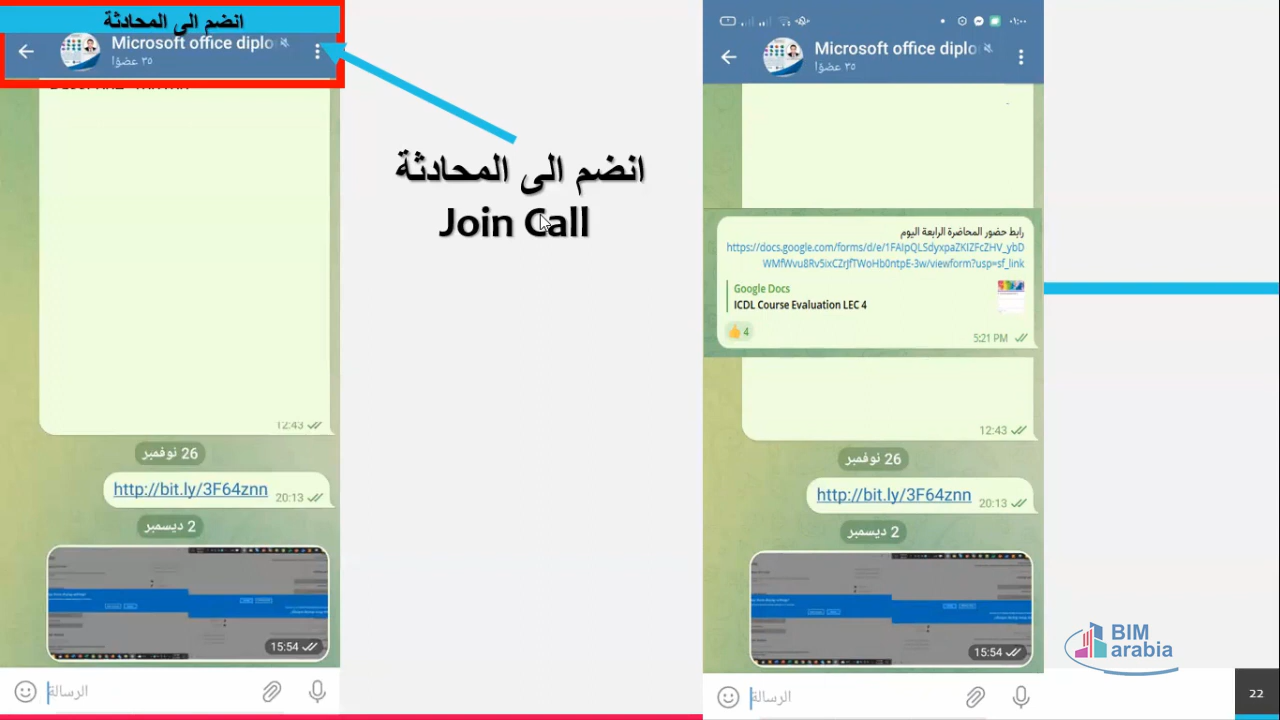 انضم الى المحادثة
Microsoft office diplo
٣٥ عضوًا
12:43
26 نوفمبر
http://bit.ly/3F64znn
20:13
2 ديسمبر
15:54
الرسالة
انضم الى المحادثة
Join Call
١:٠٠
Microsoft office diplo
٣٥ عضوًا
رابط حضور المحاضرة الرابعة اليوم
https://docs.google.com/forms/d/e/1FAIpQLSdyxpaZKIZFcZHV_ybD
WMfWvu8Rv5ixCZrJfTWoHb0ntpE-3w/viewform?usp=sf_link
Google Docs
ICDL Course Evaluation LEC 4
4
5:21 PM
12:43
26 نوفمبر
http://bit.ly/3F64znn
20:13
2 ديسمبر
15:54
الرسالة
BIM
arabia
22